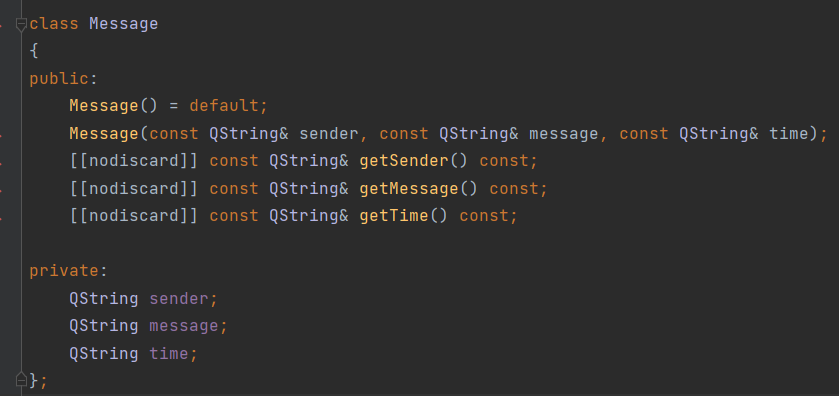 class Message
{
public:
    Message() = default;
    Message(const QString& sender, const QString& message, const QString& time);
    [[nodiscard]] const QString& getSender() const;
    [[nodiscard]] const QString& getMessage() const;
    [[nodiscard]] const QString& getTime() const;

private:
    QString sender;
    QString message;
    QString time;
};